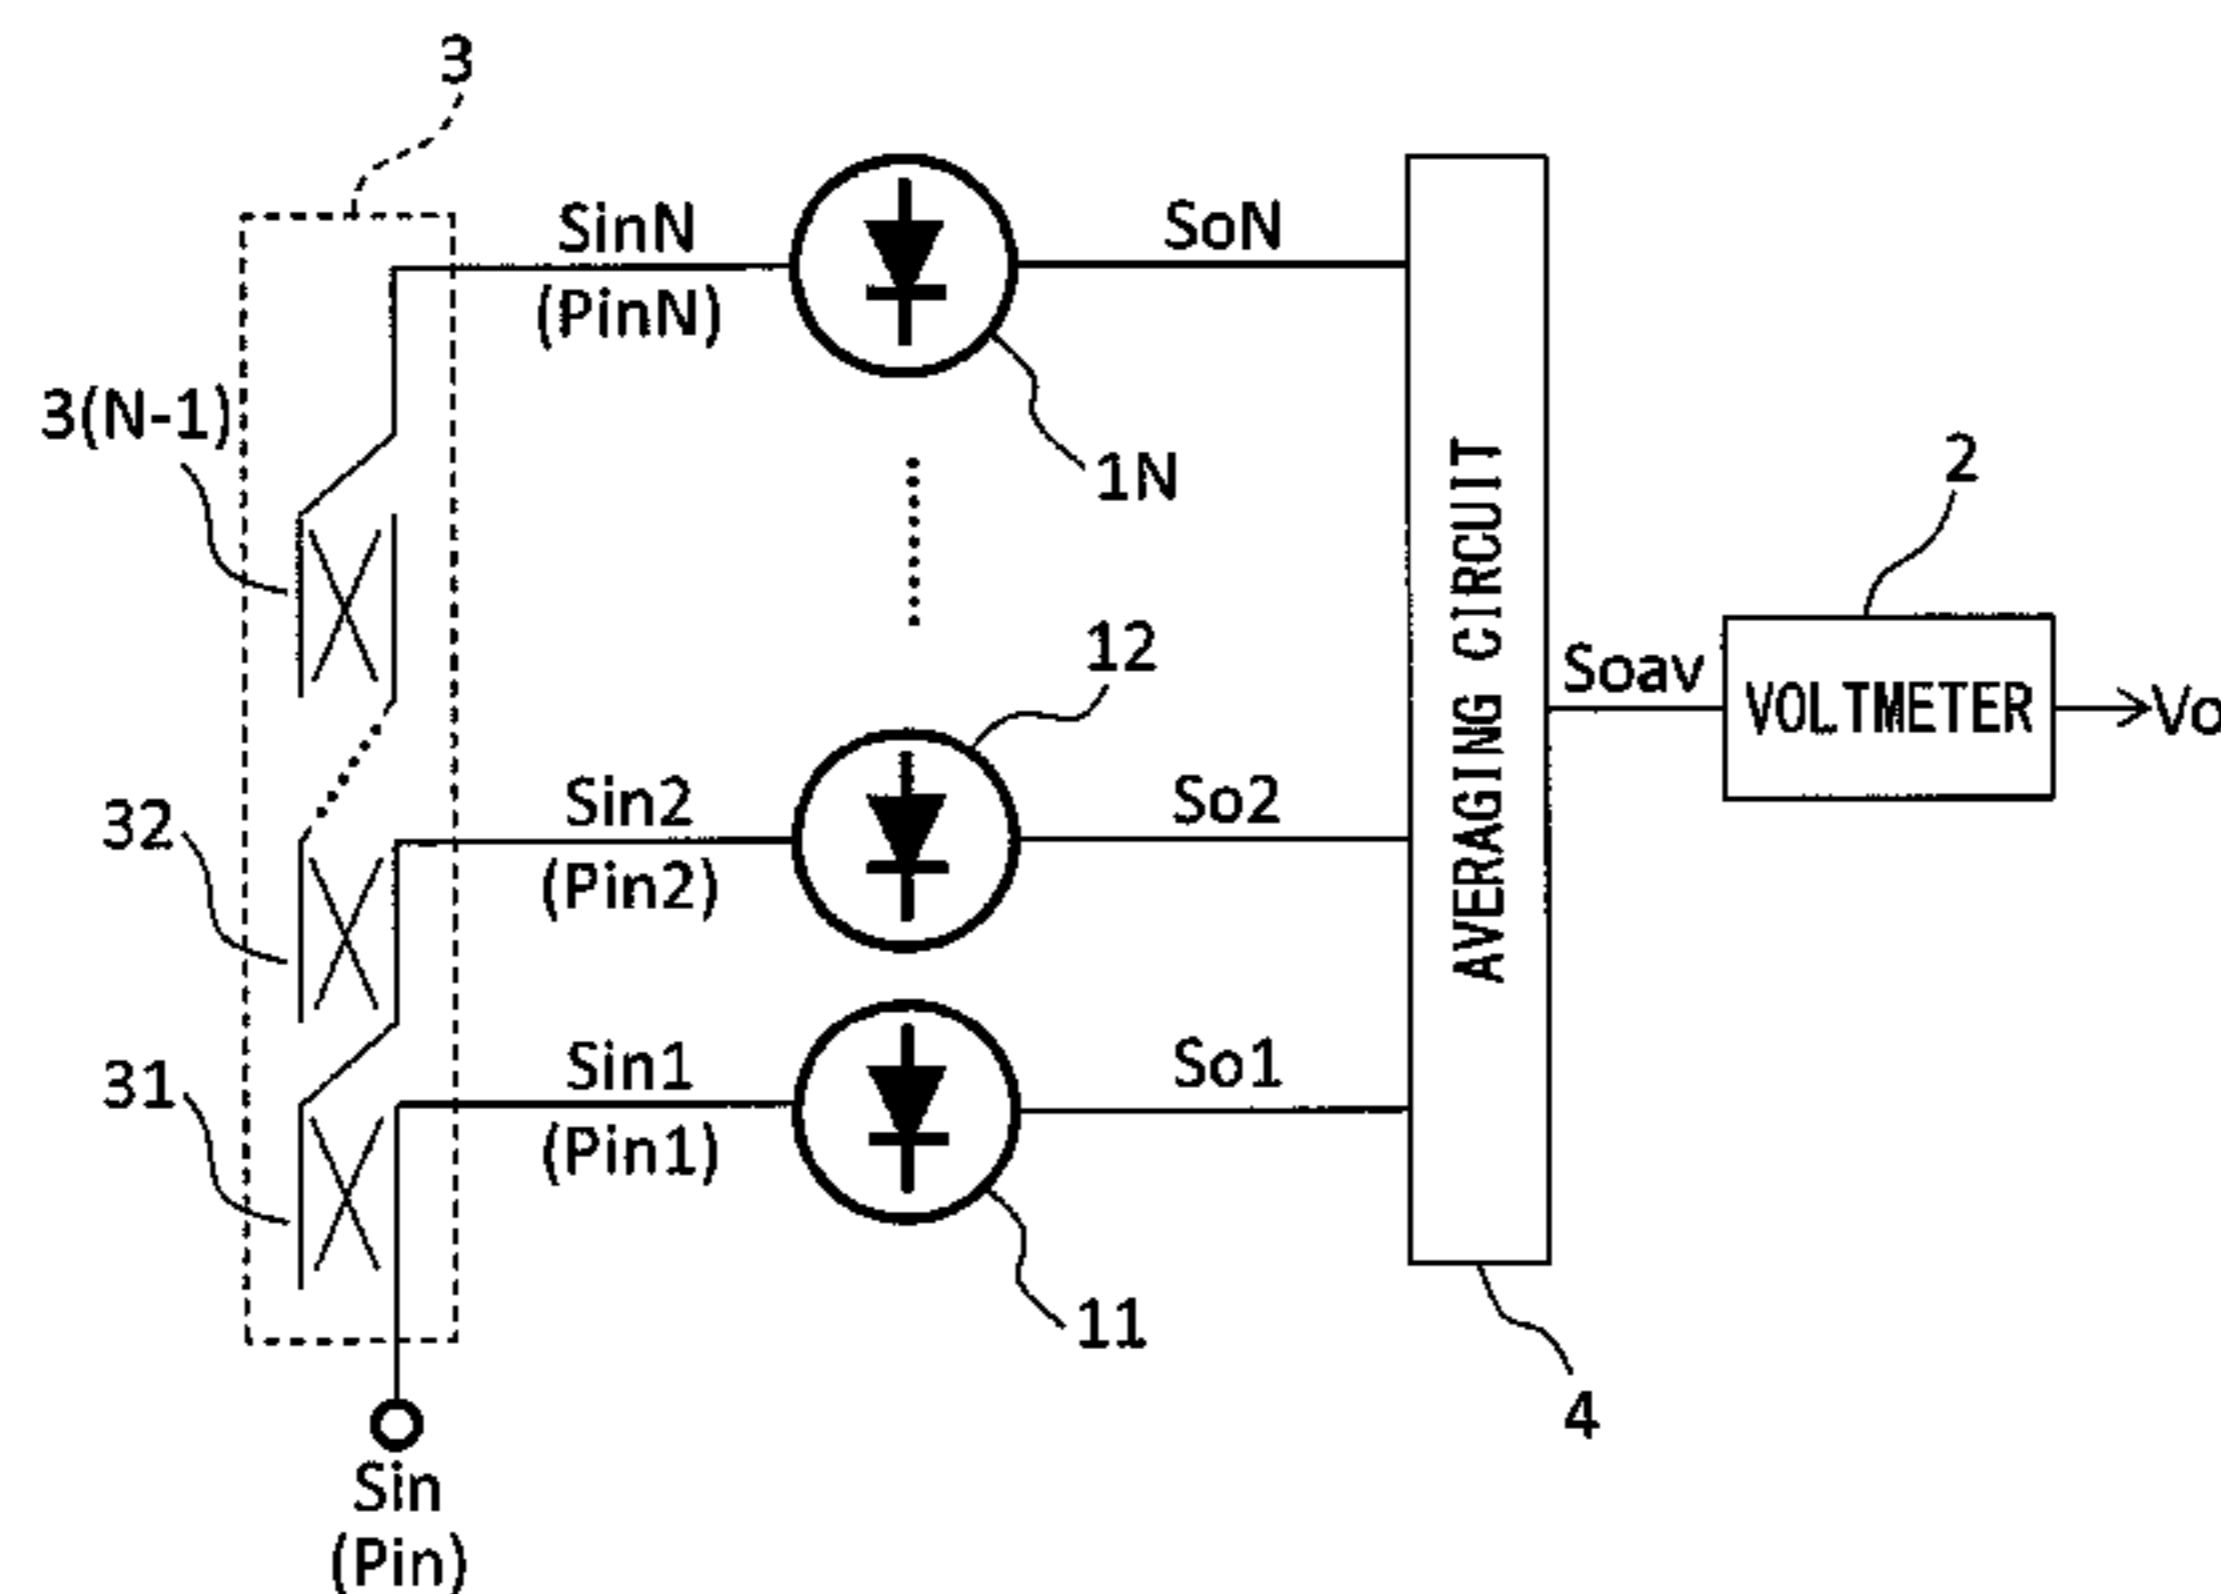 3
SinN
(PinN)
SoN
3(N-1)
1N
AVERAGING CIRCUIT
2
12
Soav
VOLTMETER
Vo
32
Sin2
(Pin2)
So2
31
Sin1
(Pin1)
So1
11
4
Sin
(Pin)